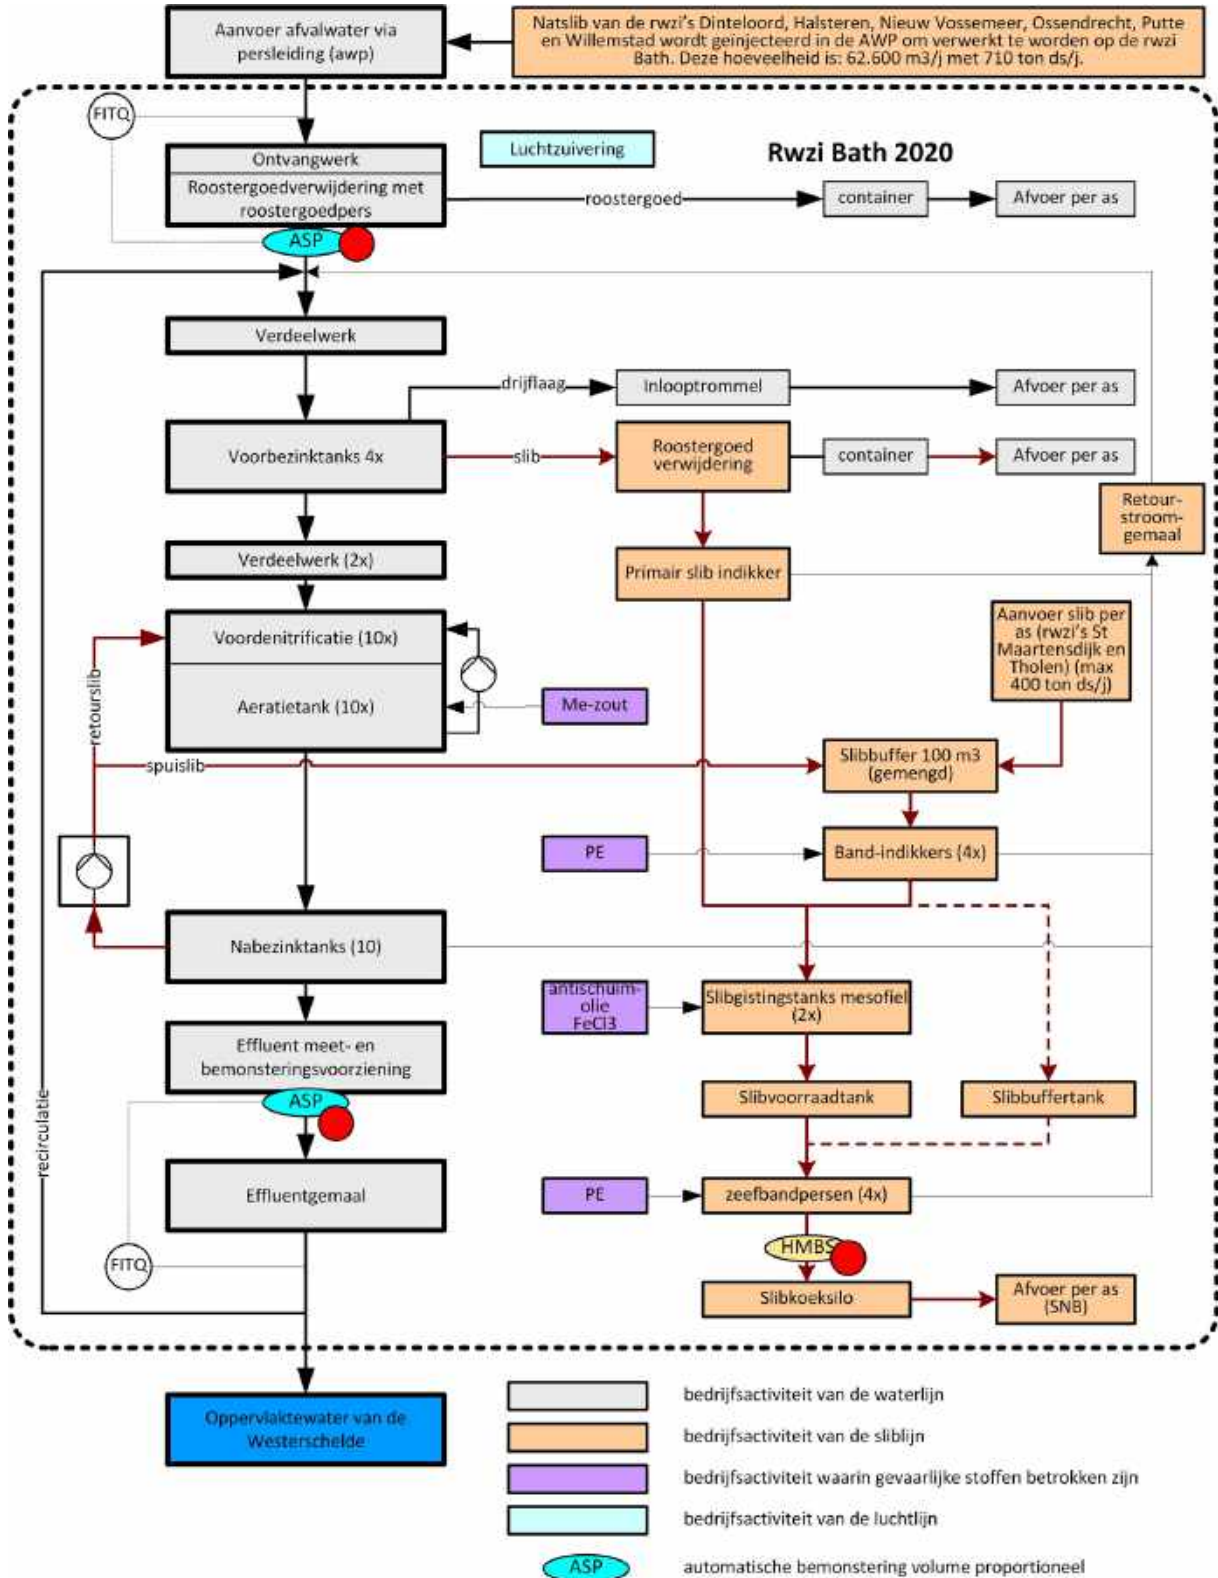 Aanvoer afvalwater via
persleiding (awp)
Natslib van de rwzi's Dinteloord, Halsteren, Nieuw Vossemeer, Ossendrecht, Putte
en Willemstad wordt geïnjecteerd in de AWP om verwerkt te worden op de rwzi
Bath. Deze hoeveelheid is: 62.600 m3/j met 710 ton ds/j.
FITQ
Luchtzuivering
Rwzi Bath 2020
Ontvangwerk
Roostergoedverwijdering met
roostergoedpers
roostergoed
container
Afvoer per as
ASP
Verdeelwerk
drijflaag
Inlooptrommel
Afvoer per as
Voorbezinktanks 4x
slib
Roostergoed
verwijdering
container
Afvoer per as
Retour-
stroom-
gemaal
Verdeelwerk (2x)
Primair slib indikker
Voordenitrificatie (10x)
Aanvoer slib per
as (rwzi's St
Maartensdijk en
Tholen) (max
400 ton ds/j)
retourslib
Aeratietank (10x)
Me-zout
spuislib
Slibbuffer 100 m3
(gemengd)
PE
Band-indikkers (4x)
Nabezinktanks (10)
antischuim-
olie
FeCl3
Slibgistingstanks mesofiel
(2x)
Effluent meet- en
bemonsteringsvoorziening
ASP
Slibvoorraadtank
Slibbuffertank
recirculatie
Effluentgemaal
PE
zeefbandpersen (4x)
HMBS
FITQ
Slibkoeksilo
Afvoer per as
(SNB)
Oppervlaktewater van de
Westerschelde
bedrijfsactiviteit van de waterlijn
bedrijfsactiviteit van de sliblijn
bedrijfsactiviteit waarin gevaarlijke stoffen betrokken zijn
bedrijfsactiviteit van de luchtlijn
ASP
automatische bemonstering volume proportioneel